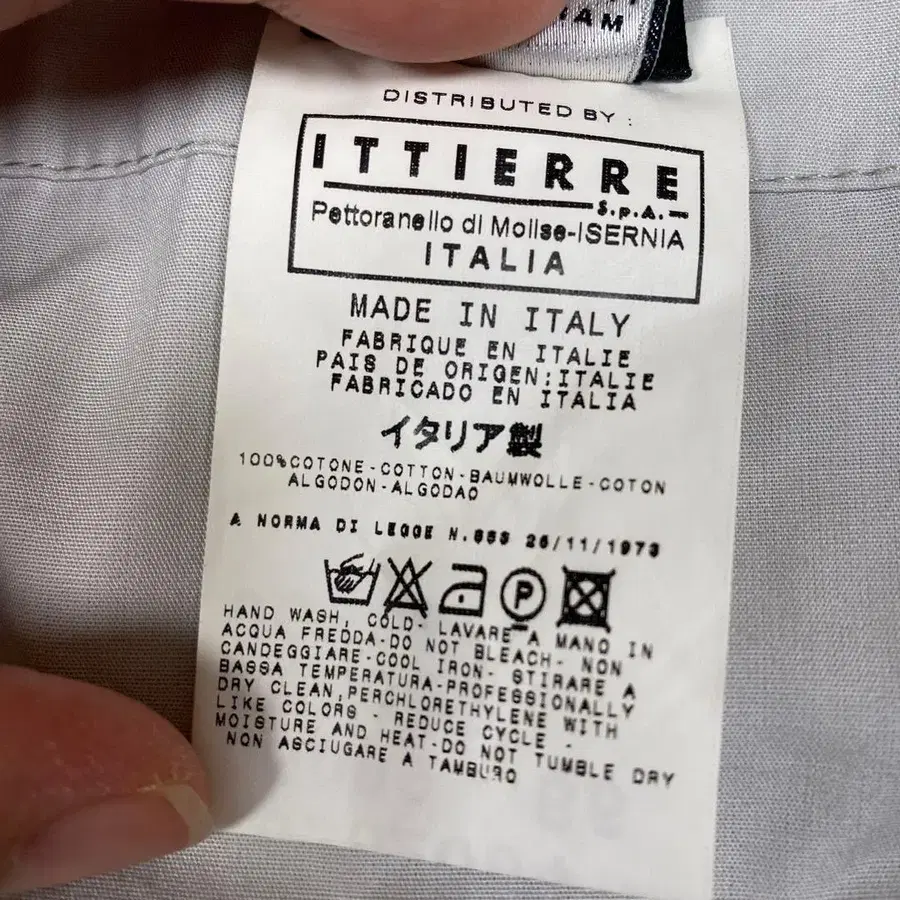 DISTRIBUTED BY :
ITTIERRE
S.p.A.
Pettoranello di Molise-ISERNIA
ITALIA
MADE IN ITALY
FABRIQUE EN ITALIE
PAIS DE ORIGEN:ITALIE
FABRICADO EN ITALIA
イタリア製
100%COTONE-COTTON-BAUMWOLLE-COTON
ALGODON-ALGODAO
A NORMA DI LEGGE N.883 26/11/1973
P
HAND WASH, COLD- LAVARE A MANO IN
ACQUA FREDDA-DO NOT BLEACH- NON
CANDEGGIARE-COOL IRON- STIRARE A
BASSA TEMPERATURA-PROFESSIONALLY
DRY CLEAN,PERCHLORETHYLENE WITH
LIKE COLORS - REDUCE CYCLE -
MOISTURE AND HEAT-DO NOT TUMBLE DRY
NON ASCIUGARE A TAMBURO